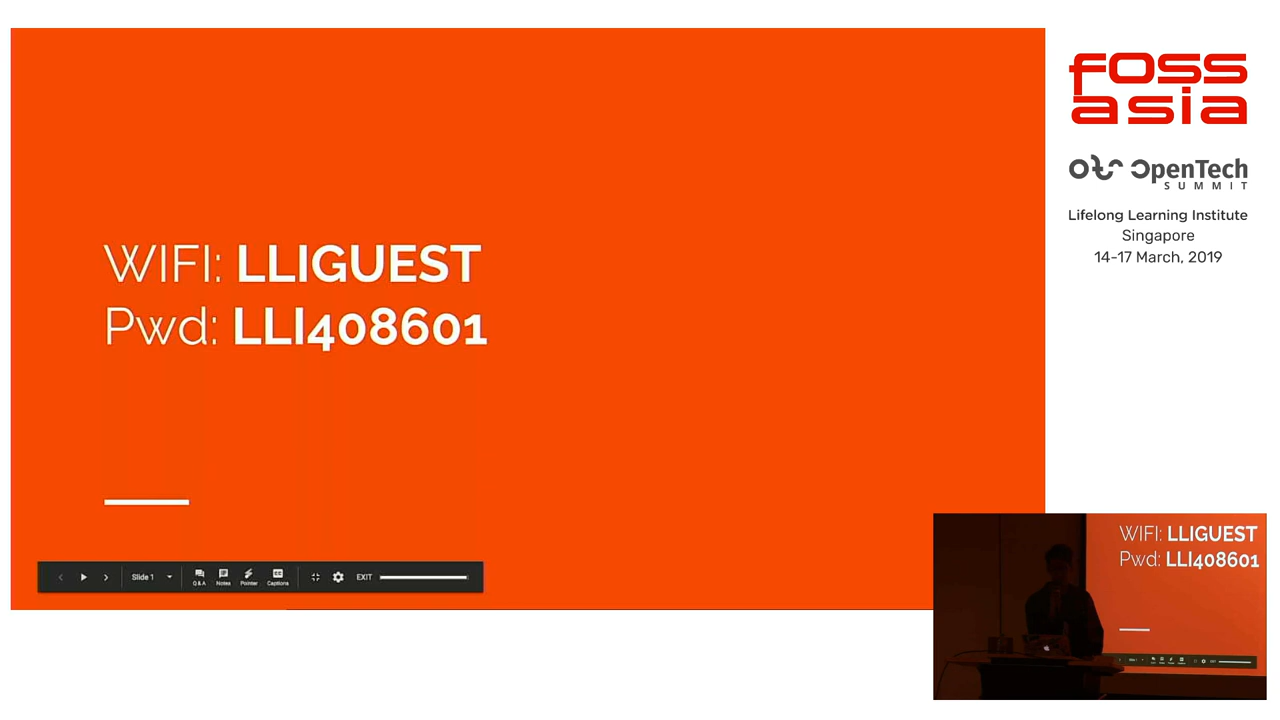 WIFI: LLIGUEST
Pwd: LLI408601
Slide 1
Q & A
Notes
Pointer
Captions
EXIT
fOSS
asia
OpenTech
SUMMIT
Lifelong Learning Institute
Singapore
14-17 March, 2019
WIFI: LLIGUEST
Pwd: LLI408601